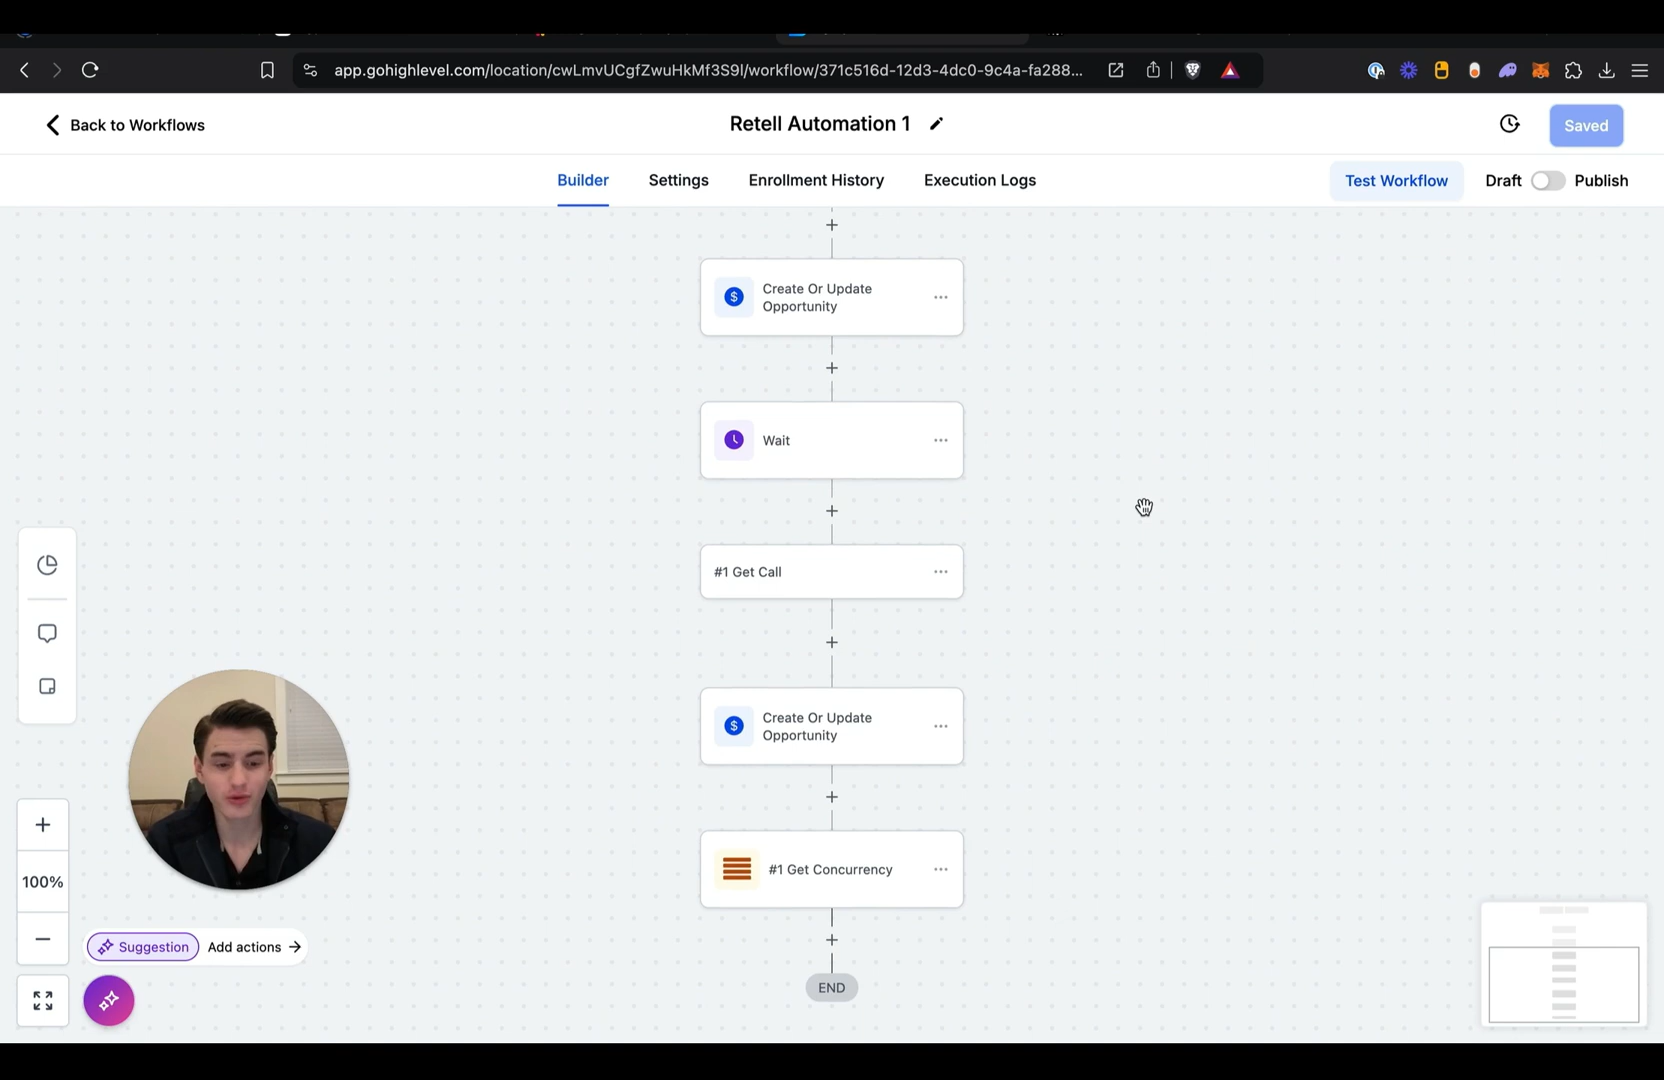 app.gohighlevel.com/location/cwLmvUCgfZwuHkMf3S9l/workflow/371c516d-12d3-4dc0-9c4a-fa288...
Back to Workflows
Retell Automation 1
Saved
Builder
Settings
Enrollment History
Execution Logs
Test Workflow
Draft
Publish
Create Or Update
Opportunity
Wait
#1 Get Call
Create Or Update
Opportunity
#1 Get Concurrency
END
100%
Suggestion
Add actions